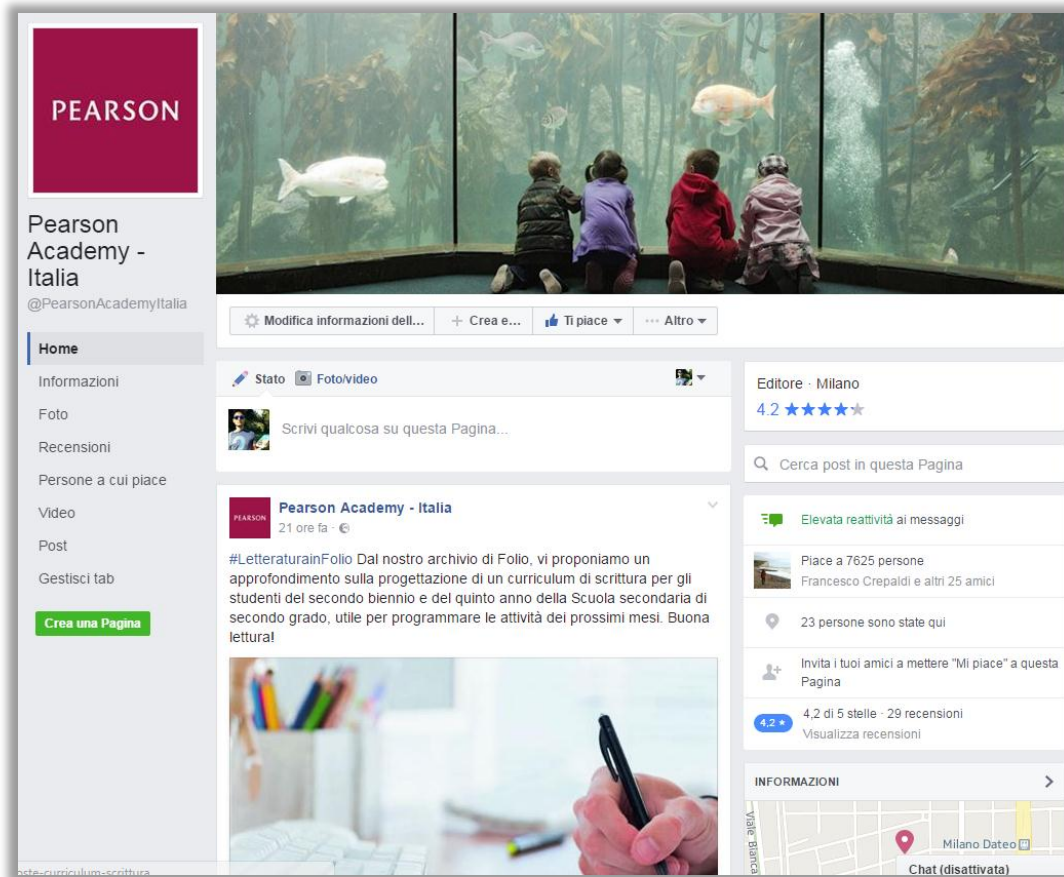 PEARSON
Pearson
Academy -
Italia
@PearsonAcademyItalia
Home
Informazioni
Foto
Recensioni
Persone a cui piace
Video
Post
Gestisci tab
Crea una Pagina
Modifica informazioni dell...
Crea e...
Ti piace
Altro
Stato Foto/video
Scrivi qualcosa su questa Pagina...
PEARSON
Pearson Academy - Italia
21 ore fa ·
#LetteraturainFolio Dal nostro archivio di Folio, vi proponiamo un
approfondimento sulla progettazione di un curriculum di scrittura per gli
studenti del secondo biennio e del quinto anno della Scuola secondaria di
secondo grado, utile per programmare le attività dei prossimi mesi. Buona
lettura!
Editore · Milano
4.2 ★★★★★
Cerca post in questa Pagina
Elevata reattività ai messaggi
Piace a 7625 persone
Francesco Crepaldi e altri 25 amici
23 persone sono state qui
Invita i tuoi amici a mettere "Mi piace" a questa
Pagina
4,2 ★
4,2 di 5 stelle · 29 recensioni
Visualizza recensioni
INFORMAZIONI
Viale Bianca
Milano Dateo
Chat (disattivata)